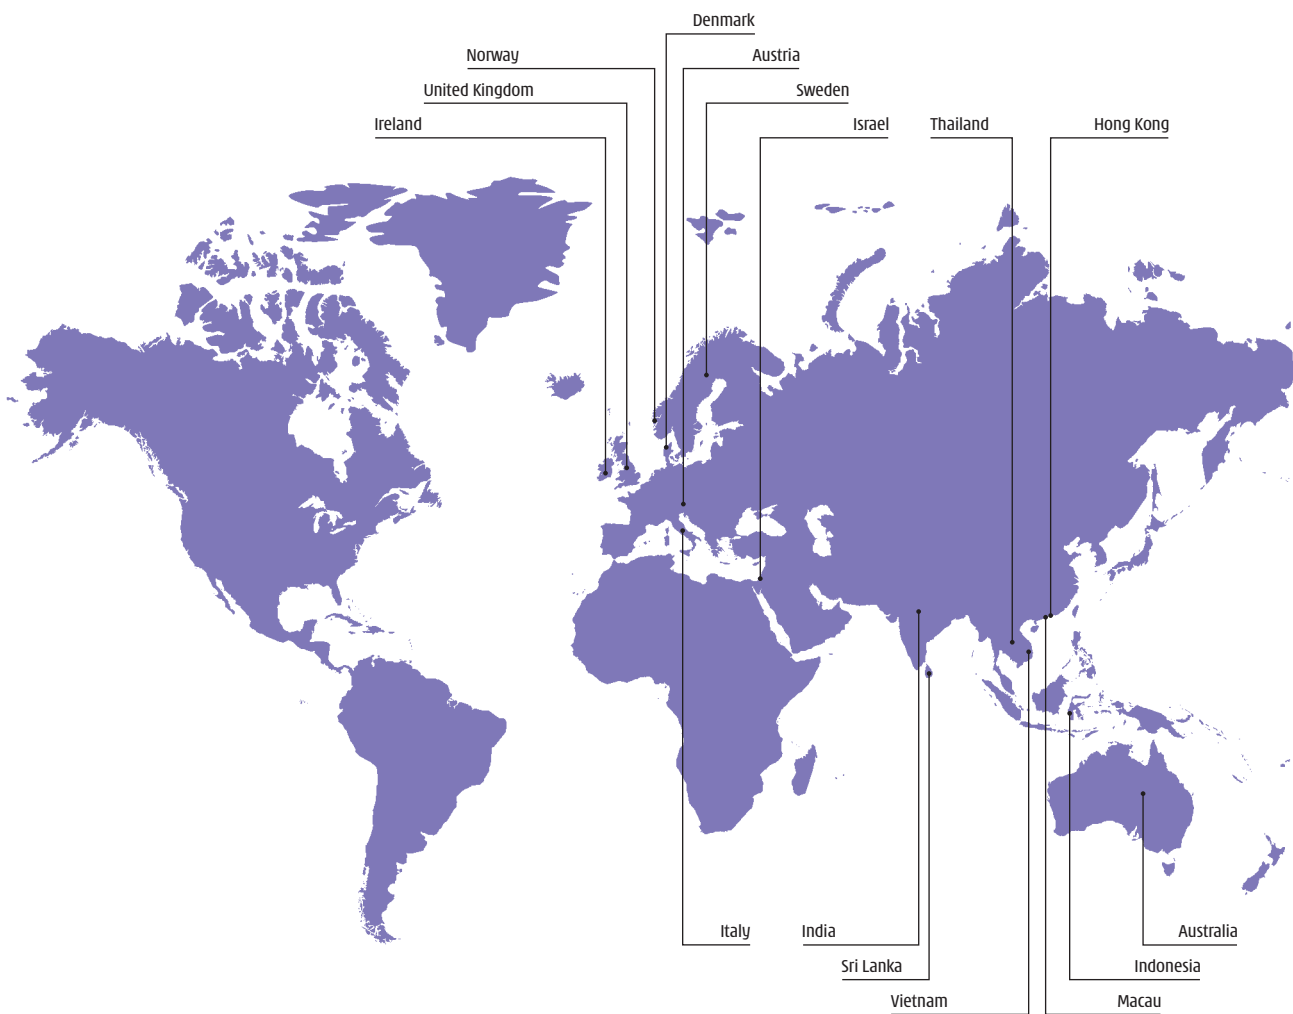 Denmark
Norway
Austria
United Kingdom
Sweden
Ireland
Israel
Thailand
Hong Kong
Italy
India
Australia
Sri Lanka
Indonesia
Vietnam
Macau